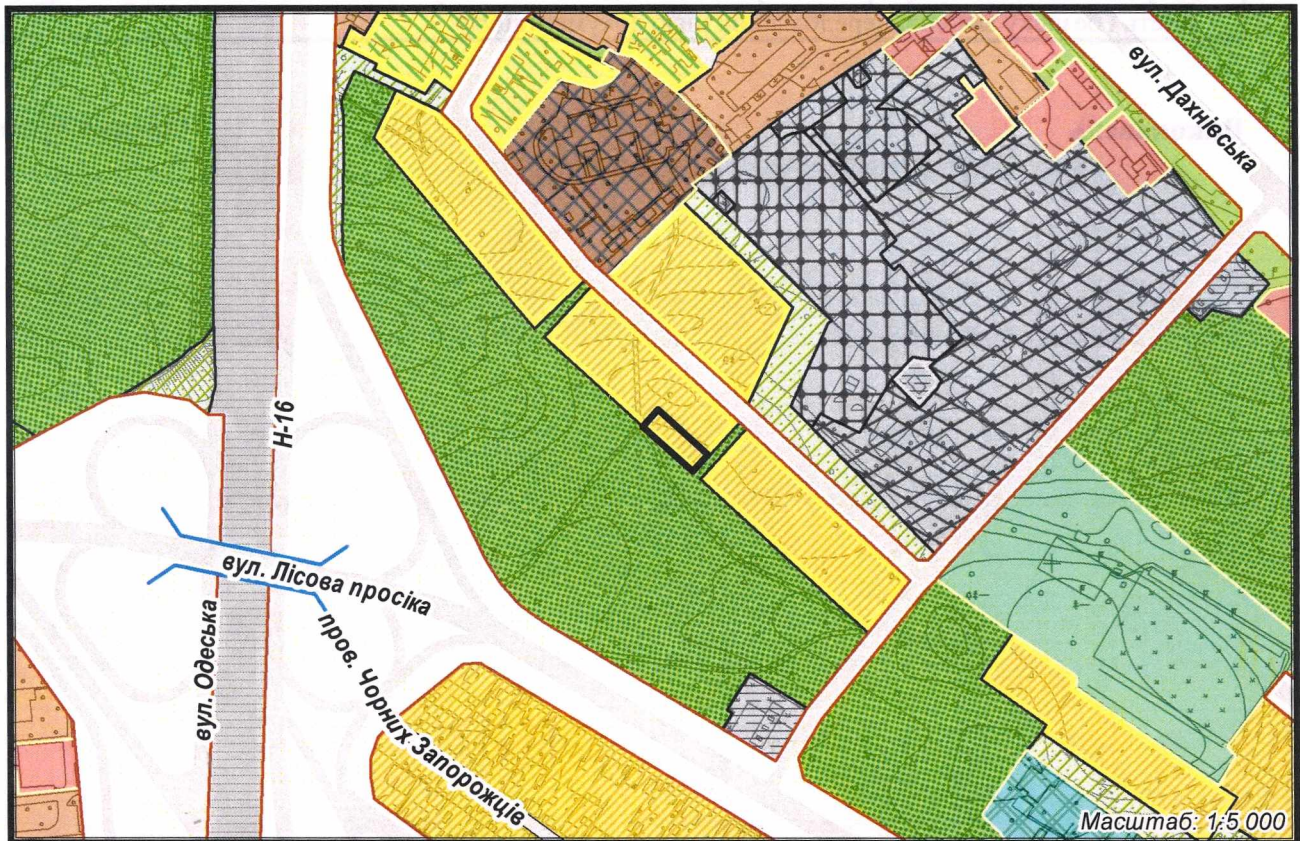 вул. Дахнівська
Н-16
вул. Лісова просіка
вул. Одеська
пров. Чорних Запорожців
Масштаб: 1:5 000